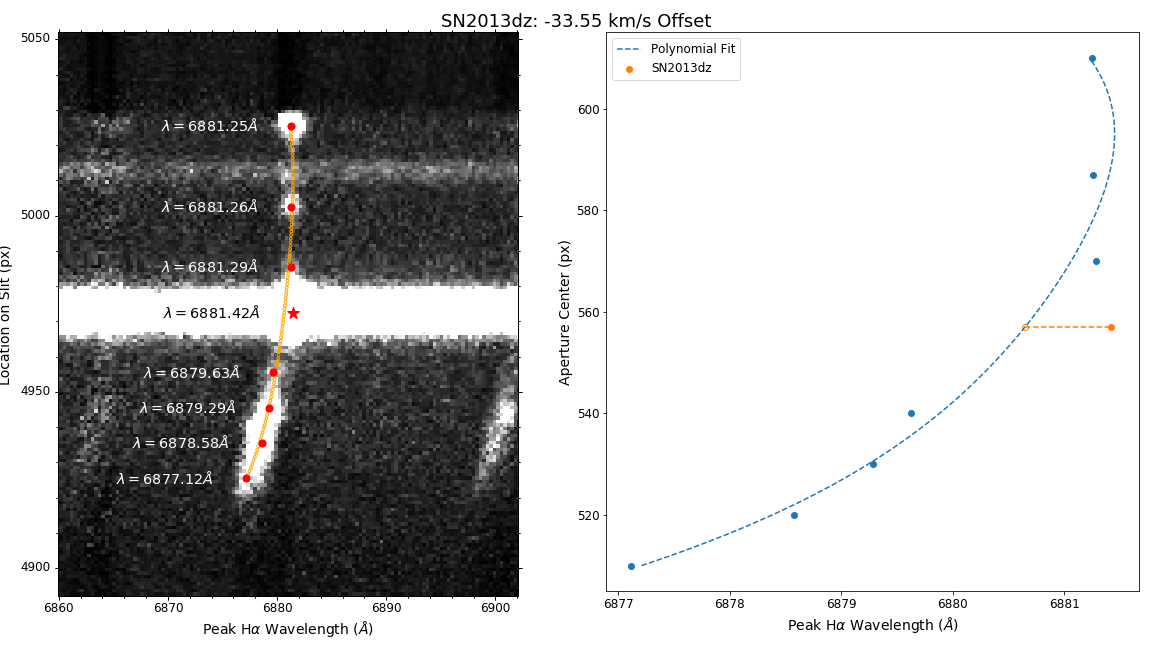 SN2013dz: -33.55 km/s Offset
Location on Slit (px)
5050
5000
4950
4900
λ = 6881.25Å
λ = 6881.26Å
λ = 6881.29Å
λ = 6881.42Å
λ = 6879.63Å
λ = 6879.29Å
λ = 6878.58Å
λ = 6877.12Å
6860 6870 6880 6890 6900
Peak Hα Wavelength (Å)
Polynomial Fit
SN2013dz
Aperture Center (px)
600
580
560
540
520
6877 6878 6879 6880 6881
Peak Hα Wavelength (Å)